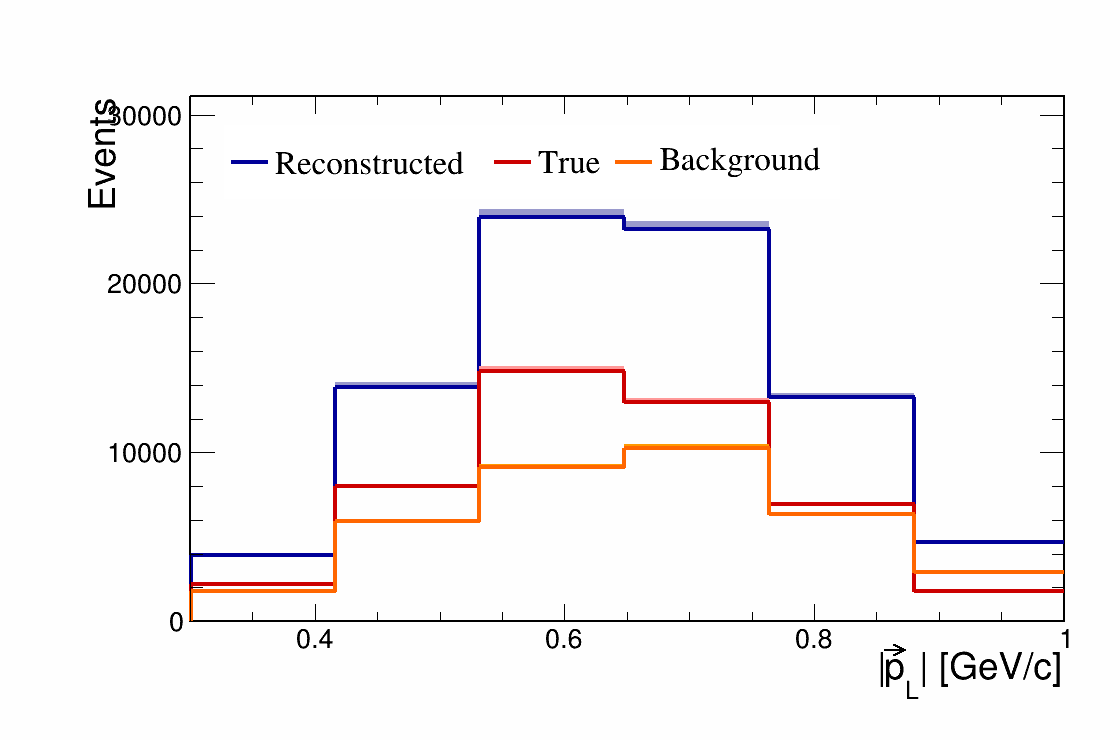 Events
30000
Reconstructed True Background
20000
10000
0
0.4 0.6 0.8 1
|p⃗L| [GeV/c]